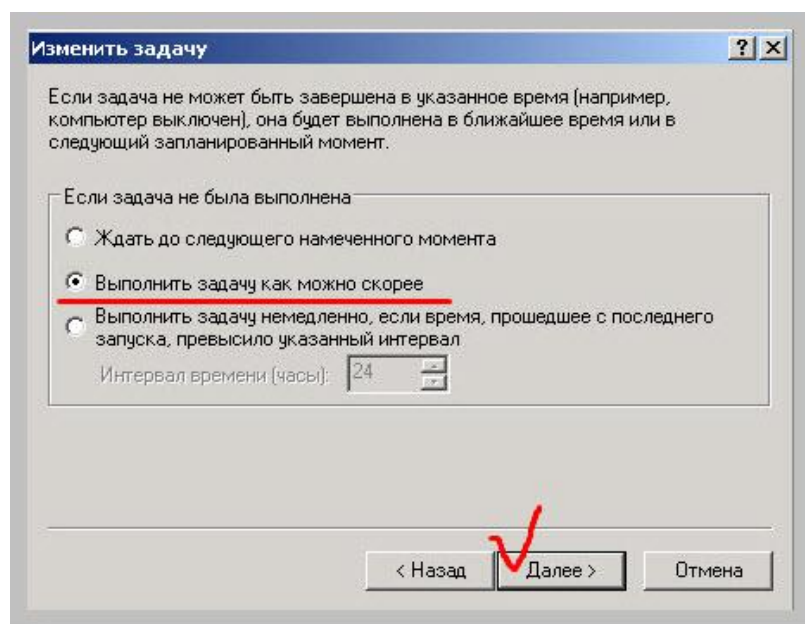 Изменить задачу
Если задача не может быть завершена в указанное время (например,
компьютер выключен), она будет выполнена в ближайшее время или в
следующий запланированный момент.
Если задача не была выполнена
Ждать до следующего намеченного момента
Выполнить задачу как можно скорее
Выполнить задачу немедленно, если время, прошедшее с последнего
запуска, превысило указанный интервал
Интервал времени (часы): 24
< Назад Далее > Отмена